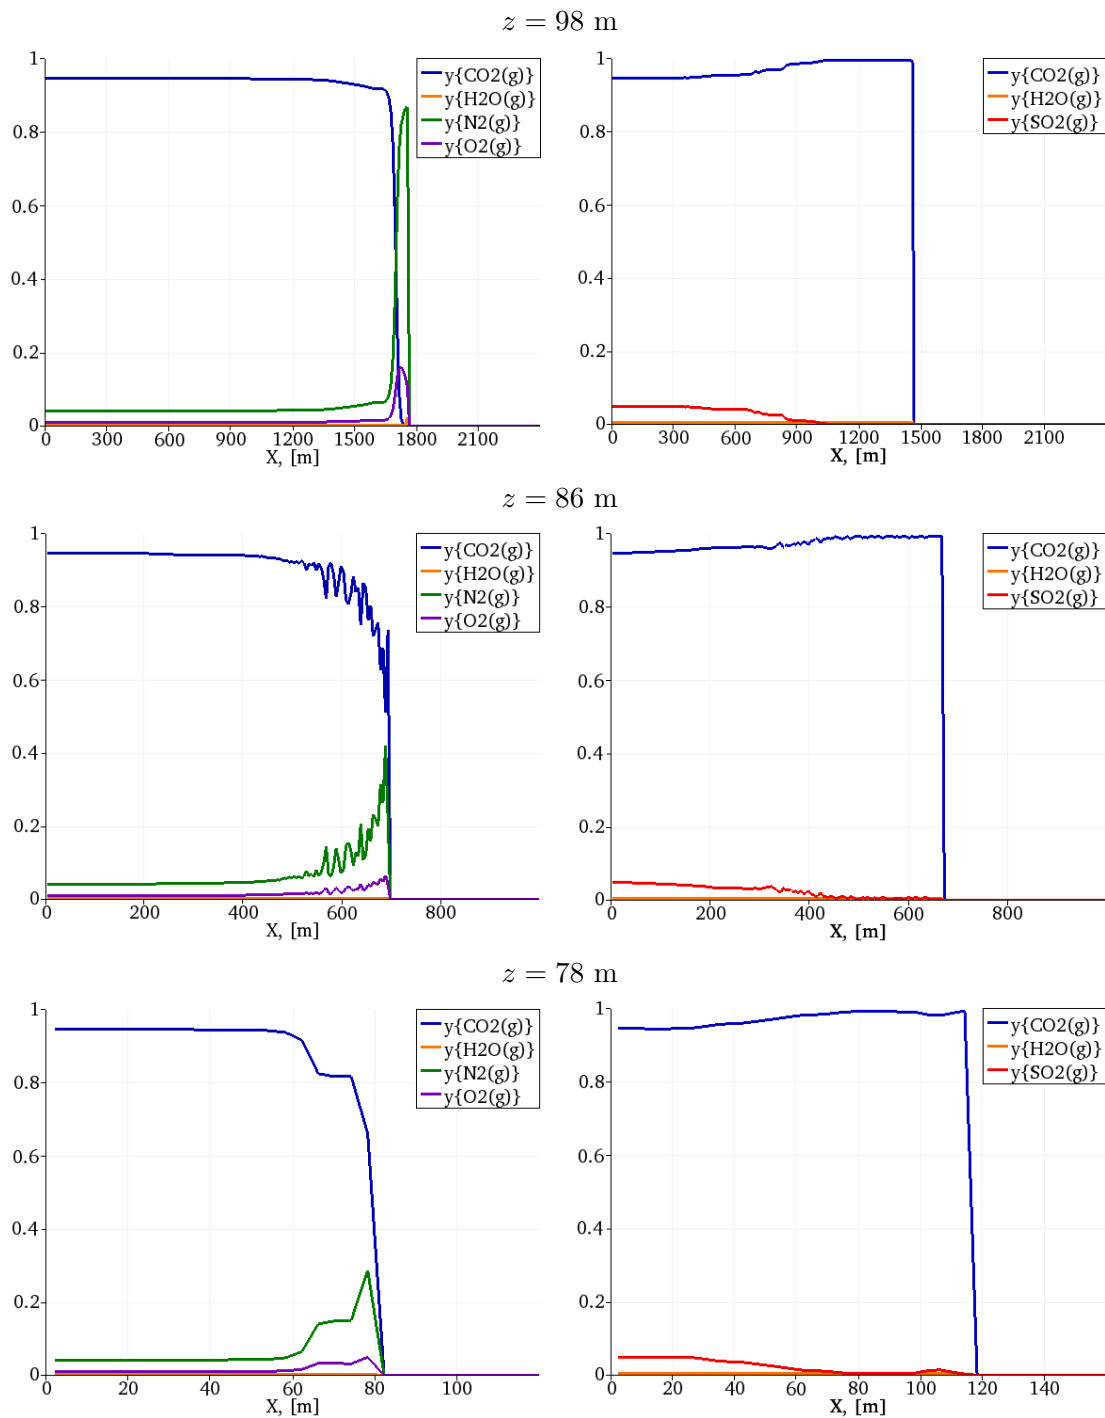 z = 98 m
1
0.8
0.6
0.4
0.2
0
0 300 600 900 1200 1500 1800 2100
X, [m]
y{CO2(g)}
y{H2O(g)}
y{N2(g)}
y{O2(g)}
1
0.8
0.6
0.4
0.2
0
0 300 600 900 1200 1500 1800 2100
X, [m]
y{CO2(g)}
y{H2O(g)}
y{SO2(g)}
z = 86 m
1
0.8
0.6
0.4
0.2
0
0 200 400 600 800
X, [m]
y{CO2(g)}
y{H2O(g)}
y{N2(g)}
y{O2(g)}
1
0.8
0.6
0.4
0.2
0
0 200 400 600 800
X, [m]
y{CO2(g)}
y{H2O(g)}
y{SO2(g)}
z = 78 m
1
0.8
0.6
0.4
0.2
0
0 20 40 60 80 100
X, [m]
y{CO2(g)}
y{H2O(g)}
y{N2(g)}
y{O2(g)}
1
0.8
0.6
0.4
0.2
0
0 20 40 60 80 100 120 140
X, [m]
y{CO2(g)}
y{H2O(g)}
y{SO2(g)}